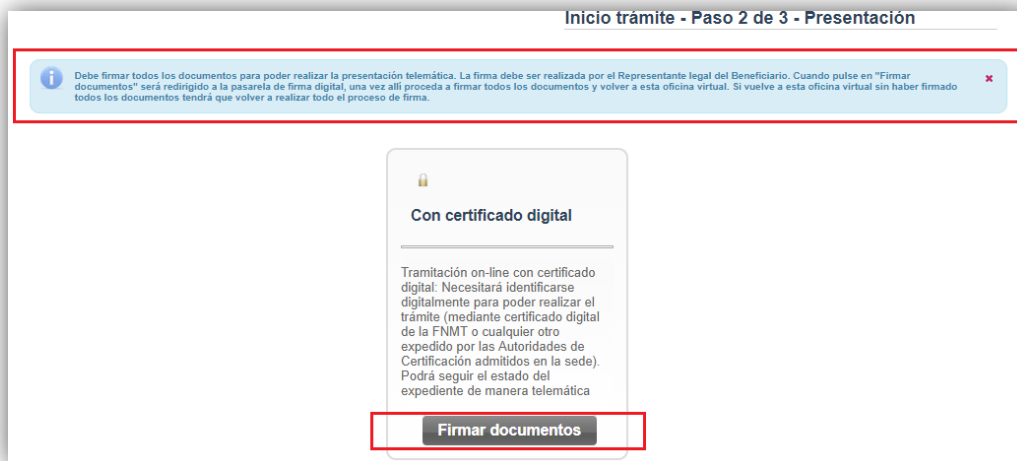 Inicio trámite - Paso 2 de 3 - Presentación
Debe firmar todos los documentos para poder realizar la presentación telemática. La firma debe ser realizada por el Representante legal del Beneficiario. Cuando pulse en "Firmar
documentos" será redirigido a la pasarela de firma digital, una vez allí proceda a firmar todos los documentos y volver a esta oficina virtual. Si vuelve a esta oficina virtual sin haber firmado
todos los documentos tendrá que volver a realizar todo el proceso de firma.
Con certificado digital
Tramitación on-line con certificado
digital: Necesitará identificarse
digitalmente para poder realizar el
trámite (mediante certificado digital
de la FNMT o cualquier otro
expedido por las Autoridades de
Certificación admitidos en la sede).
Podrá seguir el estado del
expediente de manera telemática
Firmar documentos